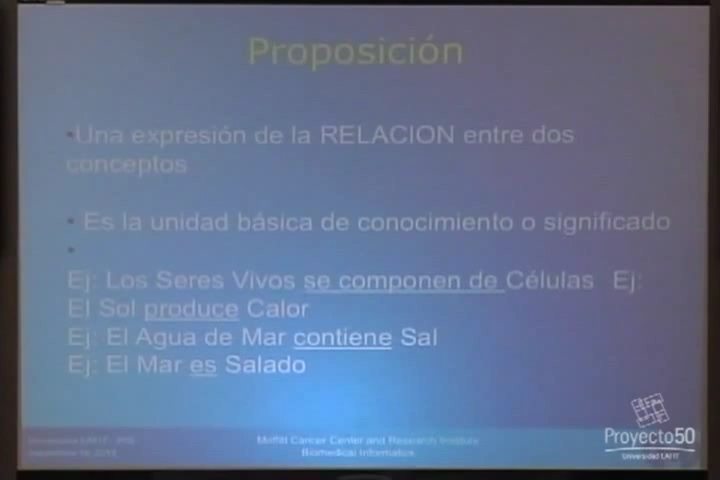 Proposición
•Una expresión de la RELACION entre dos
conceptos
• Es la unidad básica de conocimiento o significado
•
Ej: Los Seres Vivos se componen de Células Ej:
El Sol produce Calor
Ej: El Agua de Mar contiene Sal
Ej: El Mar es Salado
Moffitt Cancer Center and Research Institute
Biomedical Informatics
Proyecto50
Universidad EAFIT